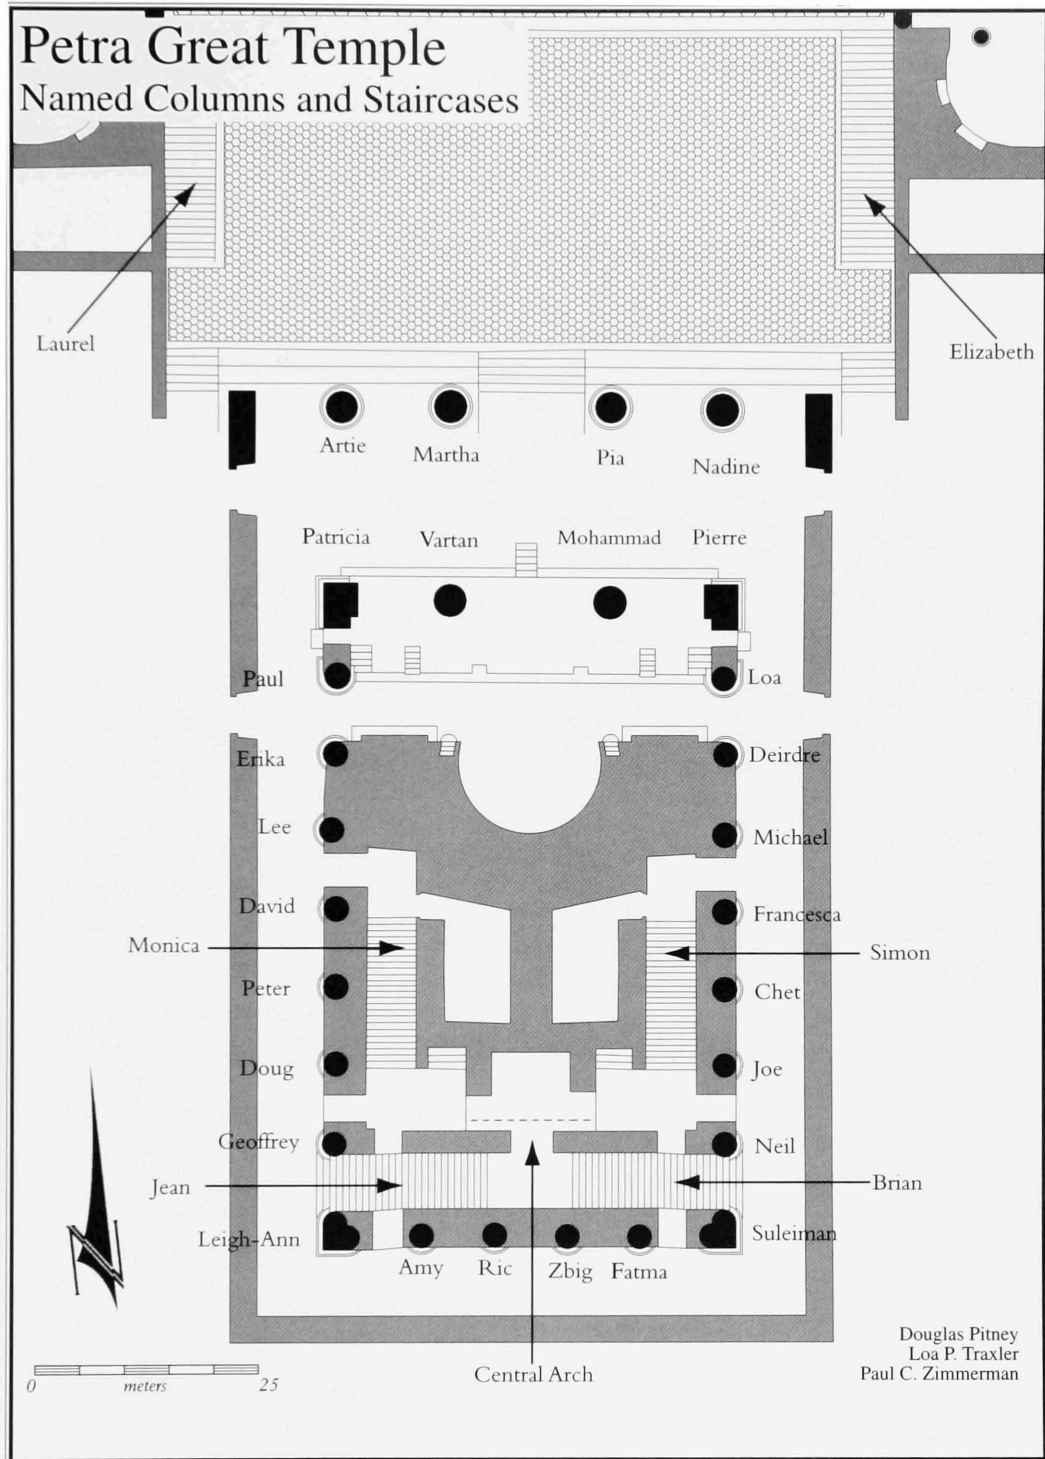 Petra Great Temple
Named Columns and Staircases
Laurel
Elizabeth
Artie
Martha
Pia
Nadine
Patricia
Vartan
Mohammad
Pierre
Paul
Loa
Erika
Deirdre
Lee
Michael
David
Francesca
Monica
Simon
Peter
Chet
Doug
Joe
Geoffrey
Neil
Jean
Brian
Leigh-Ann
Suleiman
Amy
Ric
Zbig
Fatma
N
Central Arch
0 meters 25
Douglas Pitney
Loa P. Traxler
Paul C. Zimmerman